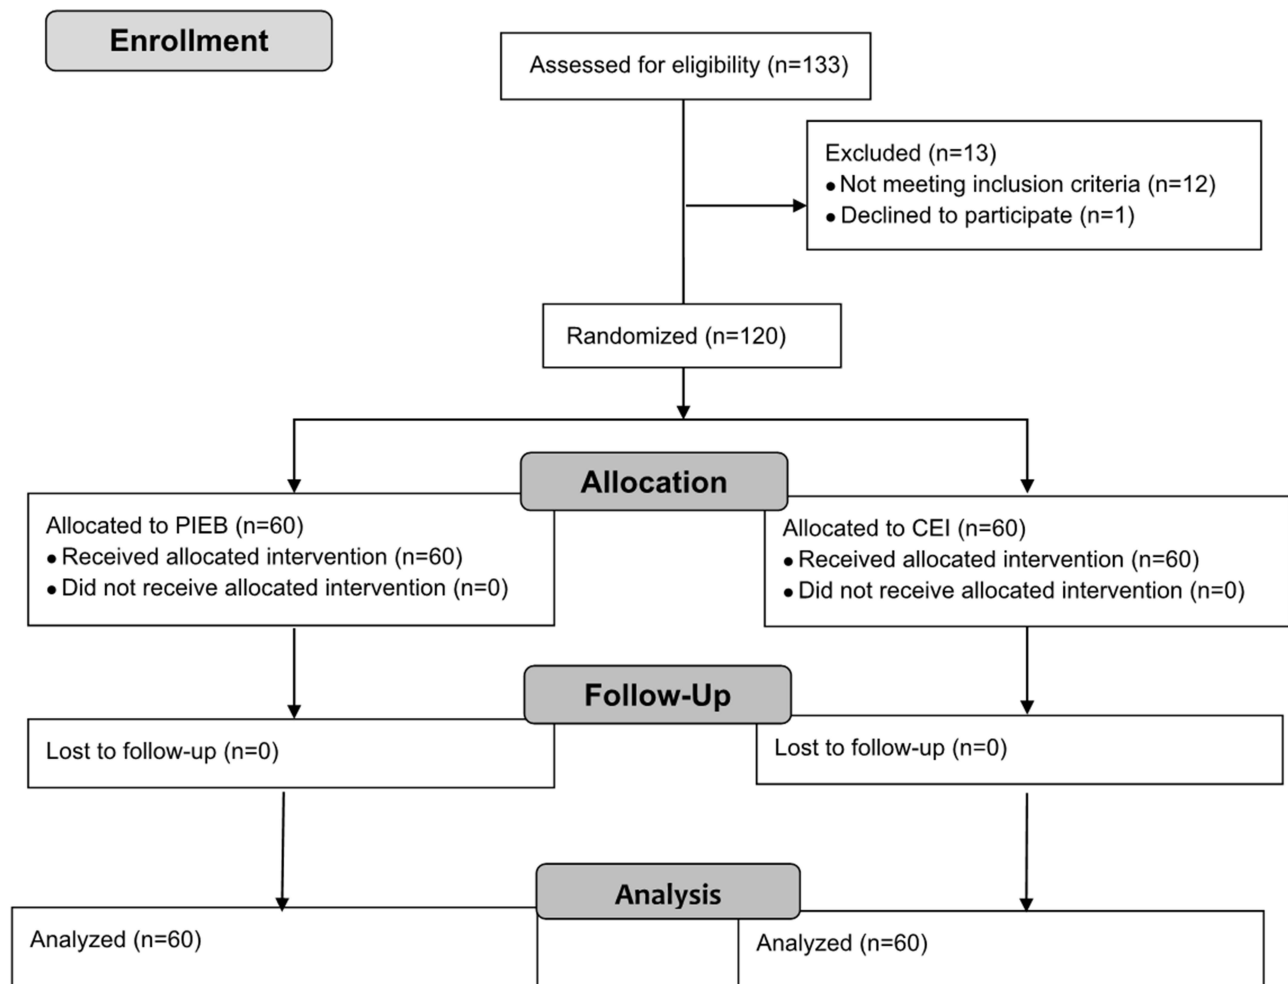 Enrollment
Assessed for eligibility (n=133)
Excluded (n=13)
● Not meeting inclusion criteria (n=12)
● Declined to participate (n=1)
Randomized (n=120)
Allocation
Allocated to PIEB (n=60)
● Received allocated intervention (n=60)
● Did not receive allocated intervention (n=0)
Allocated to CEI (n=60)
● Received allocated intervention (n=60)
● Did not receive allocated intervention (n=0)
Follow-Up
Lost to follow-up (n=0)
Lost to follow-up (n=0)
Analysis
Analyzed (n=60)
Analyzed (n=60)